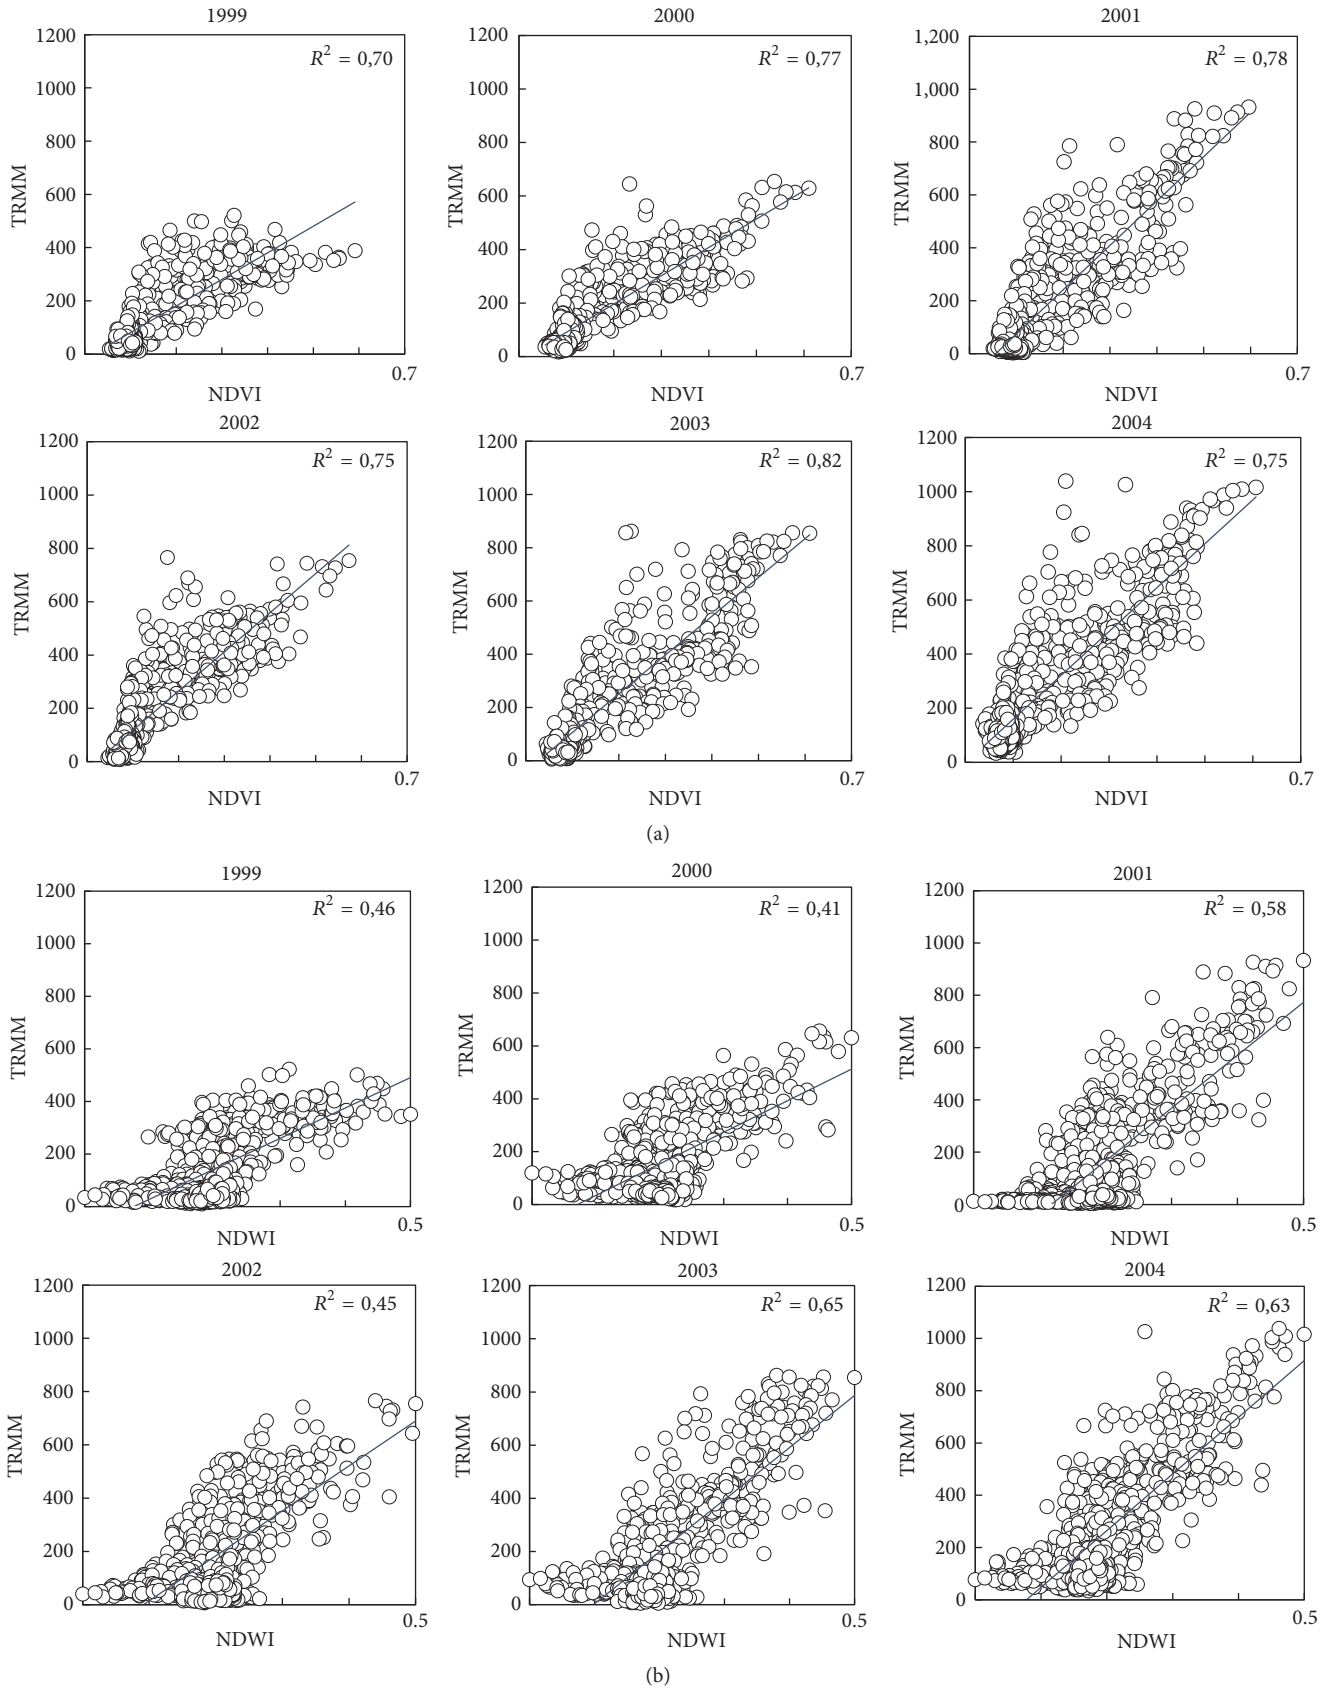 1999
R² = 0,70
1200
1000
800
600
400
200
0
TRMM
0.7
NDVI
2000
R² = 0,77
1200
1000
800
600
400
200
0
TRMM
0.7
NDVI
2001
R² = 0,78
1,200
1,000
800
600
400
200
0
TRMM
0.7
NDVI
2002
R² = 0,75
1200
1000
800
600
400
200
0
TRMM
0.7
NDVI
2003
R² = 0,82
1200
1000
800
600
400
200
0
TRMM
0.7
NDVI
2004
R² = 0,75
1200
1000
800
600
400
200
0
TRMM
0.7
NDVI
(a)
1999
R² = 0,46
1200
1000
800
600
400
200
0
TRMM
0.5
NDWI
2000
R² = 0,41
1200
1000
800
600
400
200
0
TRMM
0.5
NDWI
2001
R² = 0,58
1200
1000
800
600
400
200
0
TRMM
0.5
NDWI
2002
R² = 0,45
1200
1000
800
600
400
200
0
TRMM
0.5
NDWI
2003
R² = 0,65
1200
1000
800
600
400
200
0
TRMM
0.5
NDWI
2004
R² = 0,63
1200
1000
800
600
400
200
0
TRMM
0.5
NDWI
(b)